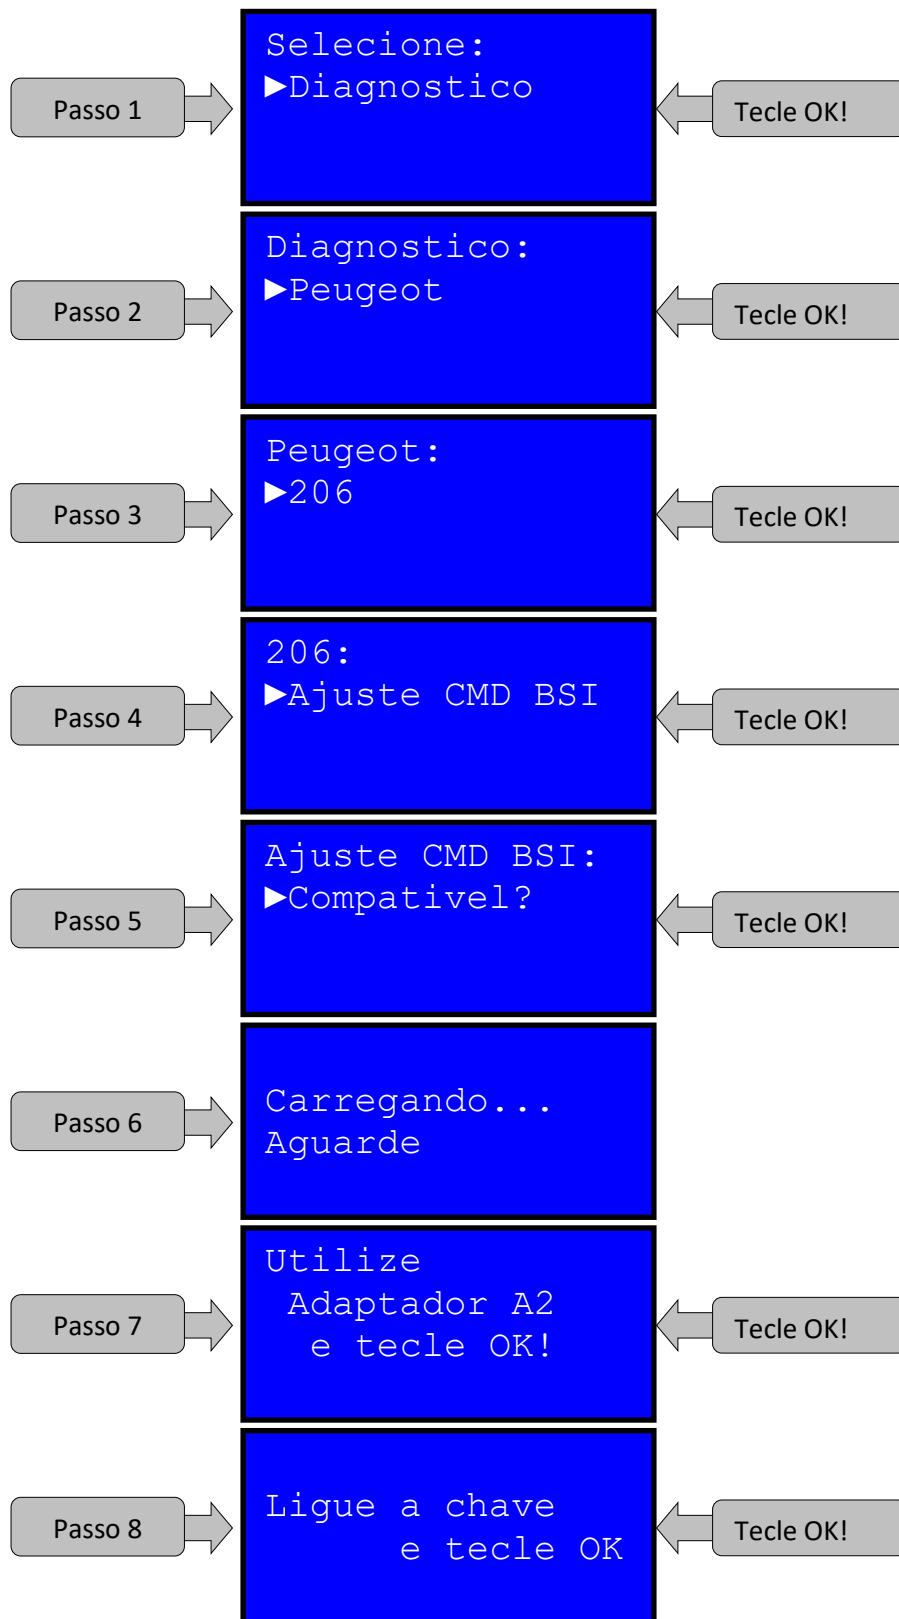 Passo 1
Selecione:
►Diagnostico
Tecle OK!
Passo 2
Diagnostico:
►Peugeot
Tecle OK!
Passo 3
Peugeot:
►206
Tecle OK!
Passo 4
206:
►Ajuste CMD BSI
Tecle OK!
Passo 5
Ajuste CMD BSI:
►Compativel?
Tecle OK!
Passo 6
Carregando...
Aguarde
Passo 7
Utilize
Adaptador A2
e tecle OK!
Tecle OK!
Passo 8
Ligue a chave
e tecle OK
Tecle OK!